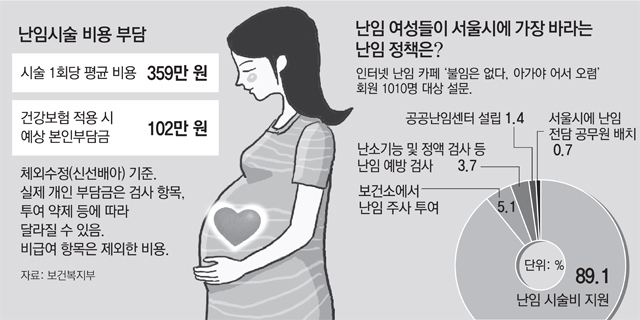 난임시술 비용 부담
시술 1회당 평균 비용 359만 원
건강보험 적용 시
예상 본인부담금 102만 원
체외수정(신선배아) 기준.
실제 개인 부담금은 검사 항목,
투여 약제 등에 따라
달라질 수 있음.
비급여 항목은 제외한 비용.
자료: 보건복지부
난임 여성들이 서울시에 가장 바라는
난임 정책은?
인터넷 난임 카페 '불임은 없다, 아가야 어서 오렴'
회원 1010명 대상 설문.
공공난임센터 설립 1.4
서울시에 난임
전담 공무원 배치
0.7
난소기능 및 정액 검사 등
난임 예방 검사 3.7
보건소에서
난임 주사 투여
5.1
단위: %
89.1
난임 시술비 지원